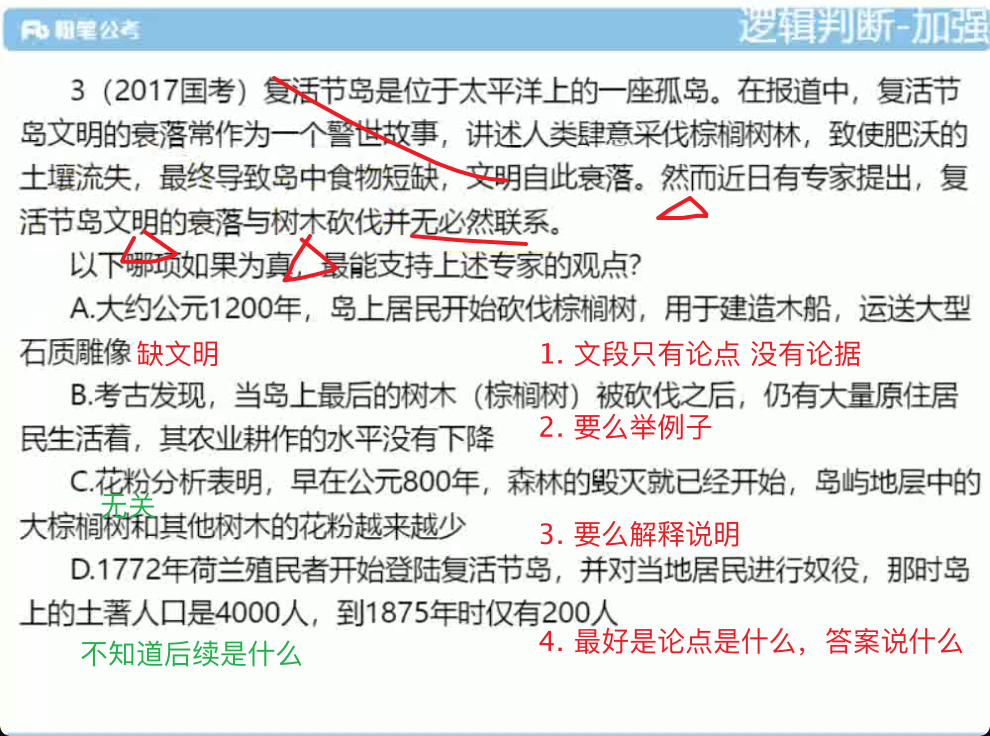 粉笔公考
逻辑判断-加强
3（2017国考）复活节岛是位于太平洋上的一座孤岛。在报道中，复活节
岛文明的衰落常作为一个警世故事，讲述人类肆意采伐棕榈树林，致使肥沃的
土壤流失，最终导致岛中食物短缺，文明自此衰落。然而近日有专家提出，复
活节岛文明的衰落与树木砍伐并无必然联系。
以下哪项如果为真，最能支持上述专家的观点?
A.大约公元1200年，岛上居民开始砍伐棕榈树，用于建造木船，运送大型
石质雕像 缺文明
1. 文段只有论点 没有论据
B.考古发现，当岛上最后的树木（棕榈树）被砍伐之后，仍有大量原住居
民生活着，其农业耕作的水平没有下降
2. 要么举例子
C.花粉分析表明，早在公元800年，森林的毁灭就已经开始，岛屿地层中的
无关
大棕榈树和其他树木的花粉越来越少
3. 要么解释说明
D.1772年荷兰殖民者开始登陆复活节岛，并对当地居民进行奴役，那时岛
上的土著人口是4000人，到1875年时仅有200人
4. 最好是论点是什么，答案说什么
不知道后续是什么